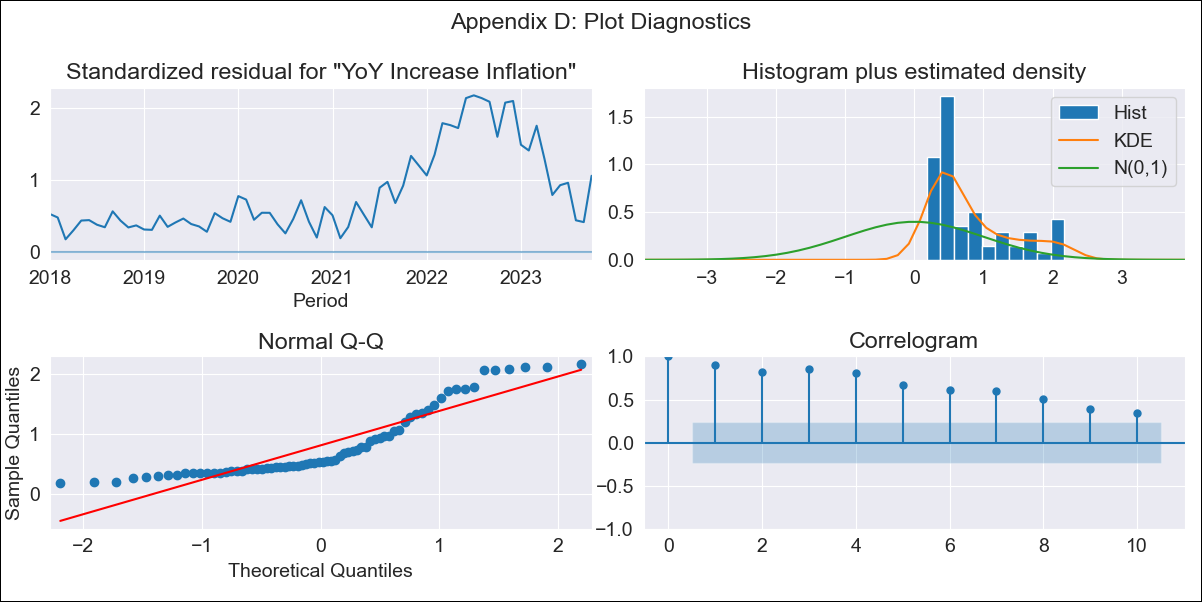 Appendix D: Plot Diagnostics
Standardized residual for "YoY Increase Inflation"
2
1
0
2018 2019 2020 2021 2022 2023
Period
Histogram plus estimated density
1.5
1.0
0.5
0.0
−3 −2 −1 0 1 2 3
Hist
KDE
N(0,1)
Normal Q-Q
Sample Quantiles
2
1
0
−2 −1 0 1 2
Theoretical Quantiles
Correlogram
1.0
0.5
0.0
−0.5
−1.0
0 2 4 6 8 10